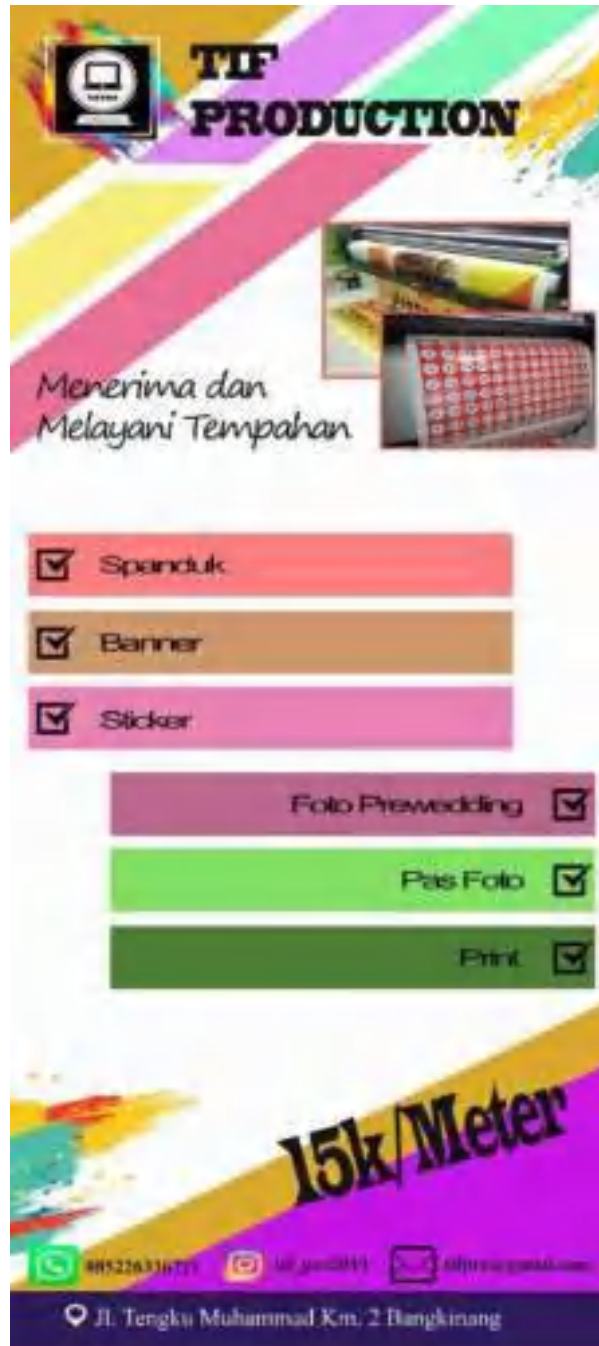 TIF
PRODUCTION
Menerima dan
Melayani Tempahan
Spanduk
Banner
Sticker
Foto Prewedding
Pas Foto
Print
15k/Meter
Jl. Tengku Muhammad Km. 2 Bangkinang